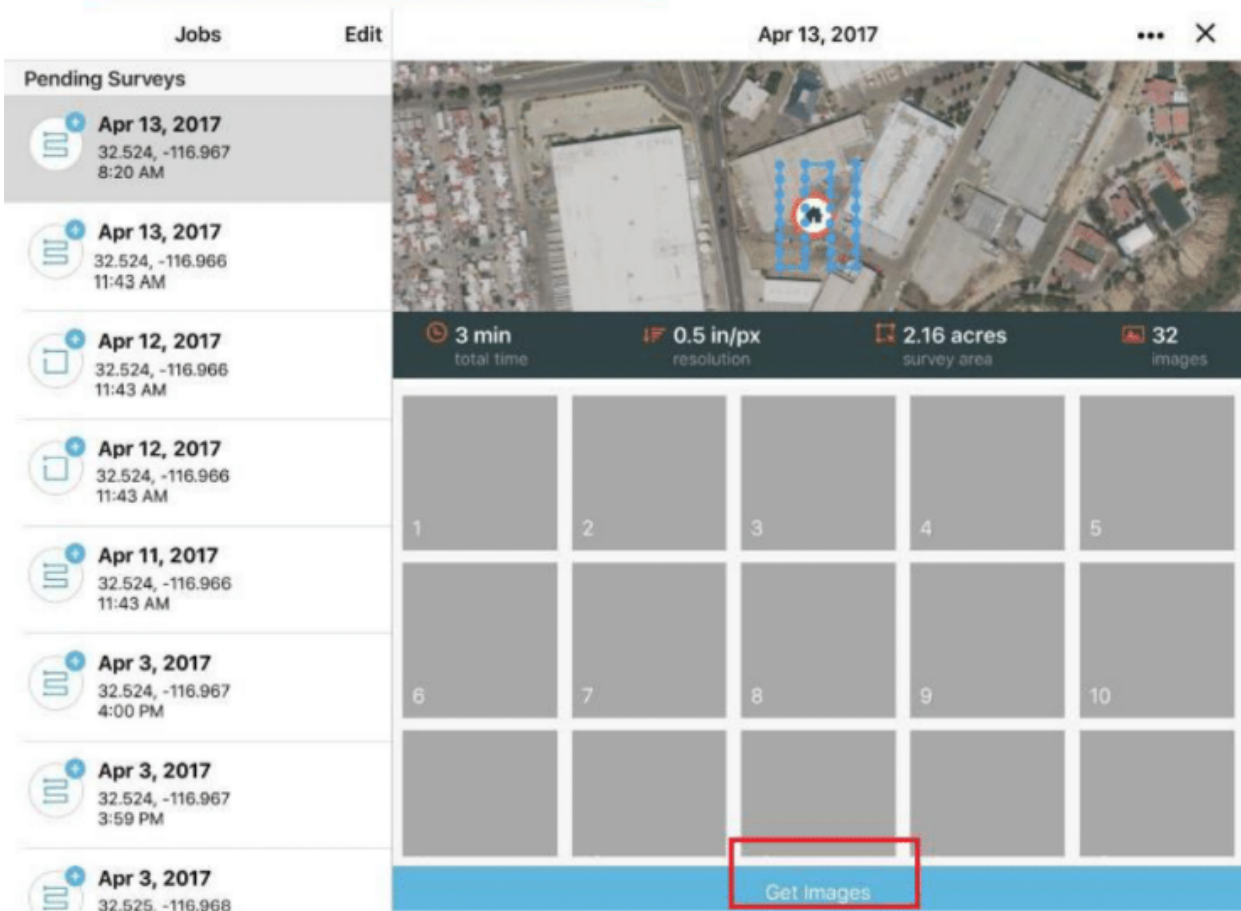 Jobs
Edit
Pending Surveys
Apr 13, 2017
32.524, -116.967
8:20 AM
Apr 13, 2017
32.524, -116.966
11:43 AM
Apr 12, 2017
32.524, -116.966
11:43 AM
Apr 12, 2017
32.524, -116.966
11:43 AM
Apr 11, 2017
32.524, -116.966
11:43 AM
Apr 3, 2017
32.524, -116.967
4:00 PM
Apr 3, 2017
32.524, -116.967
3:59 PM
Apr 3, 2017
32.525, -116.968
Apr 13, 2017
3 min
total time
0.5 in/px
resolution
2.16 acres
survey area
32
images
1
2
3
4
5
6
7
8
9
10
Get Images